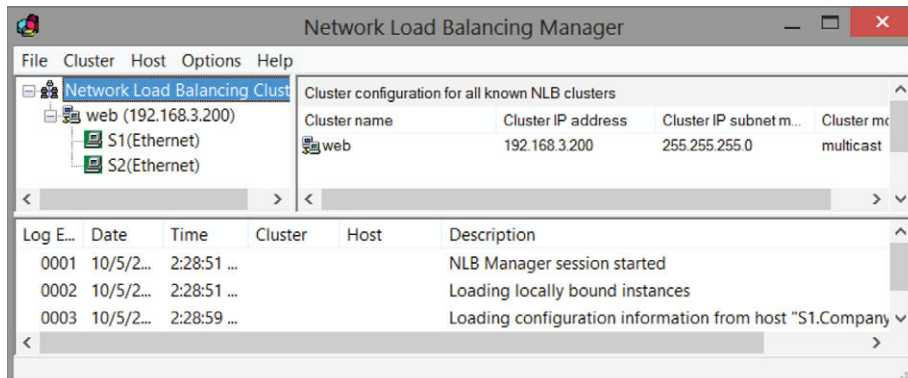 Network Load Balancing Manager
File Cluster Host Options Help
Network Load Balancing Clust
web (192.168.3.200)
S1(Ethernet)
S2(Ethernet)
Cluster configuration for all known NLB clusters
Cluster name Cluster IP address Cluster IP subnet m... Cluster mo
web 192.168.3.200 255.255.255.0 multicast
Log E... Date Time Cluster Host Description
0001 10/5/2... 2:28:51 ... NLB Manager session started
0002 10/5/2... 2:28:51 ... Loading locally bound instances
0003 10/5/2... 2:28:59 ... Loading configuration information from host "S1.Company